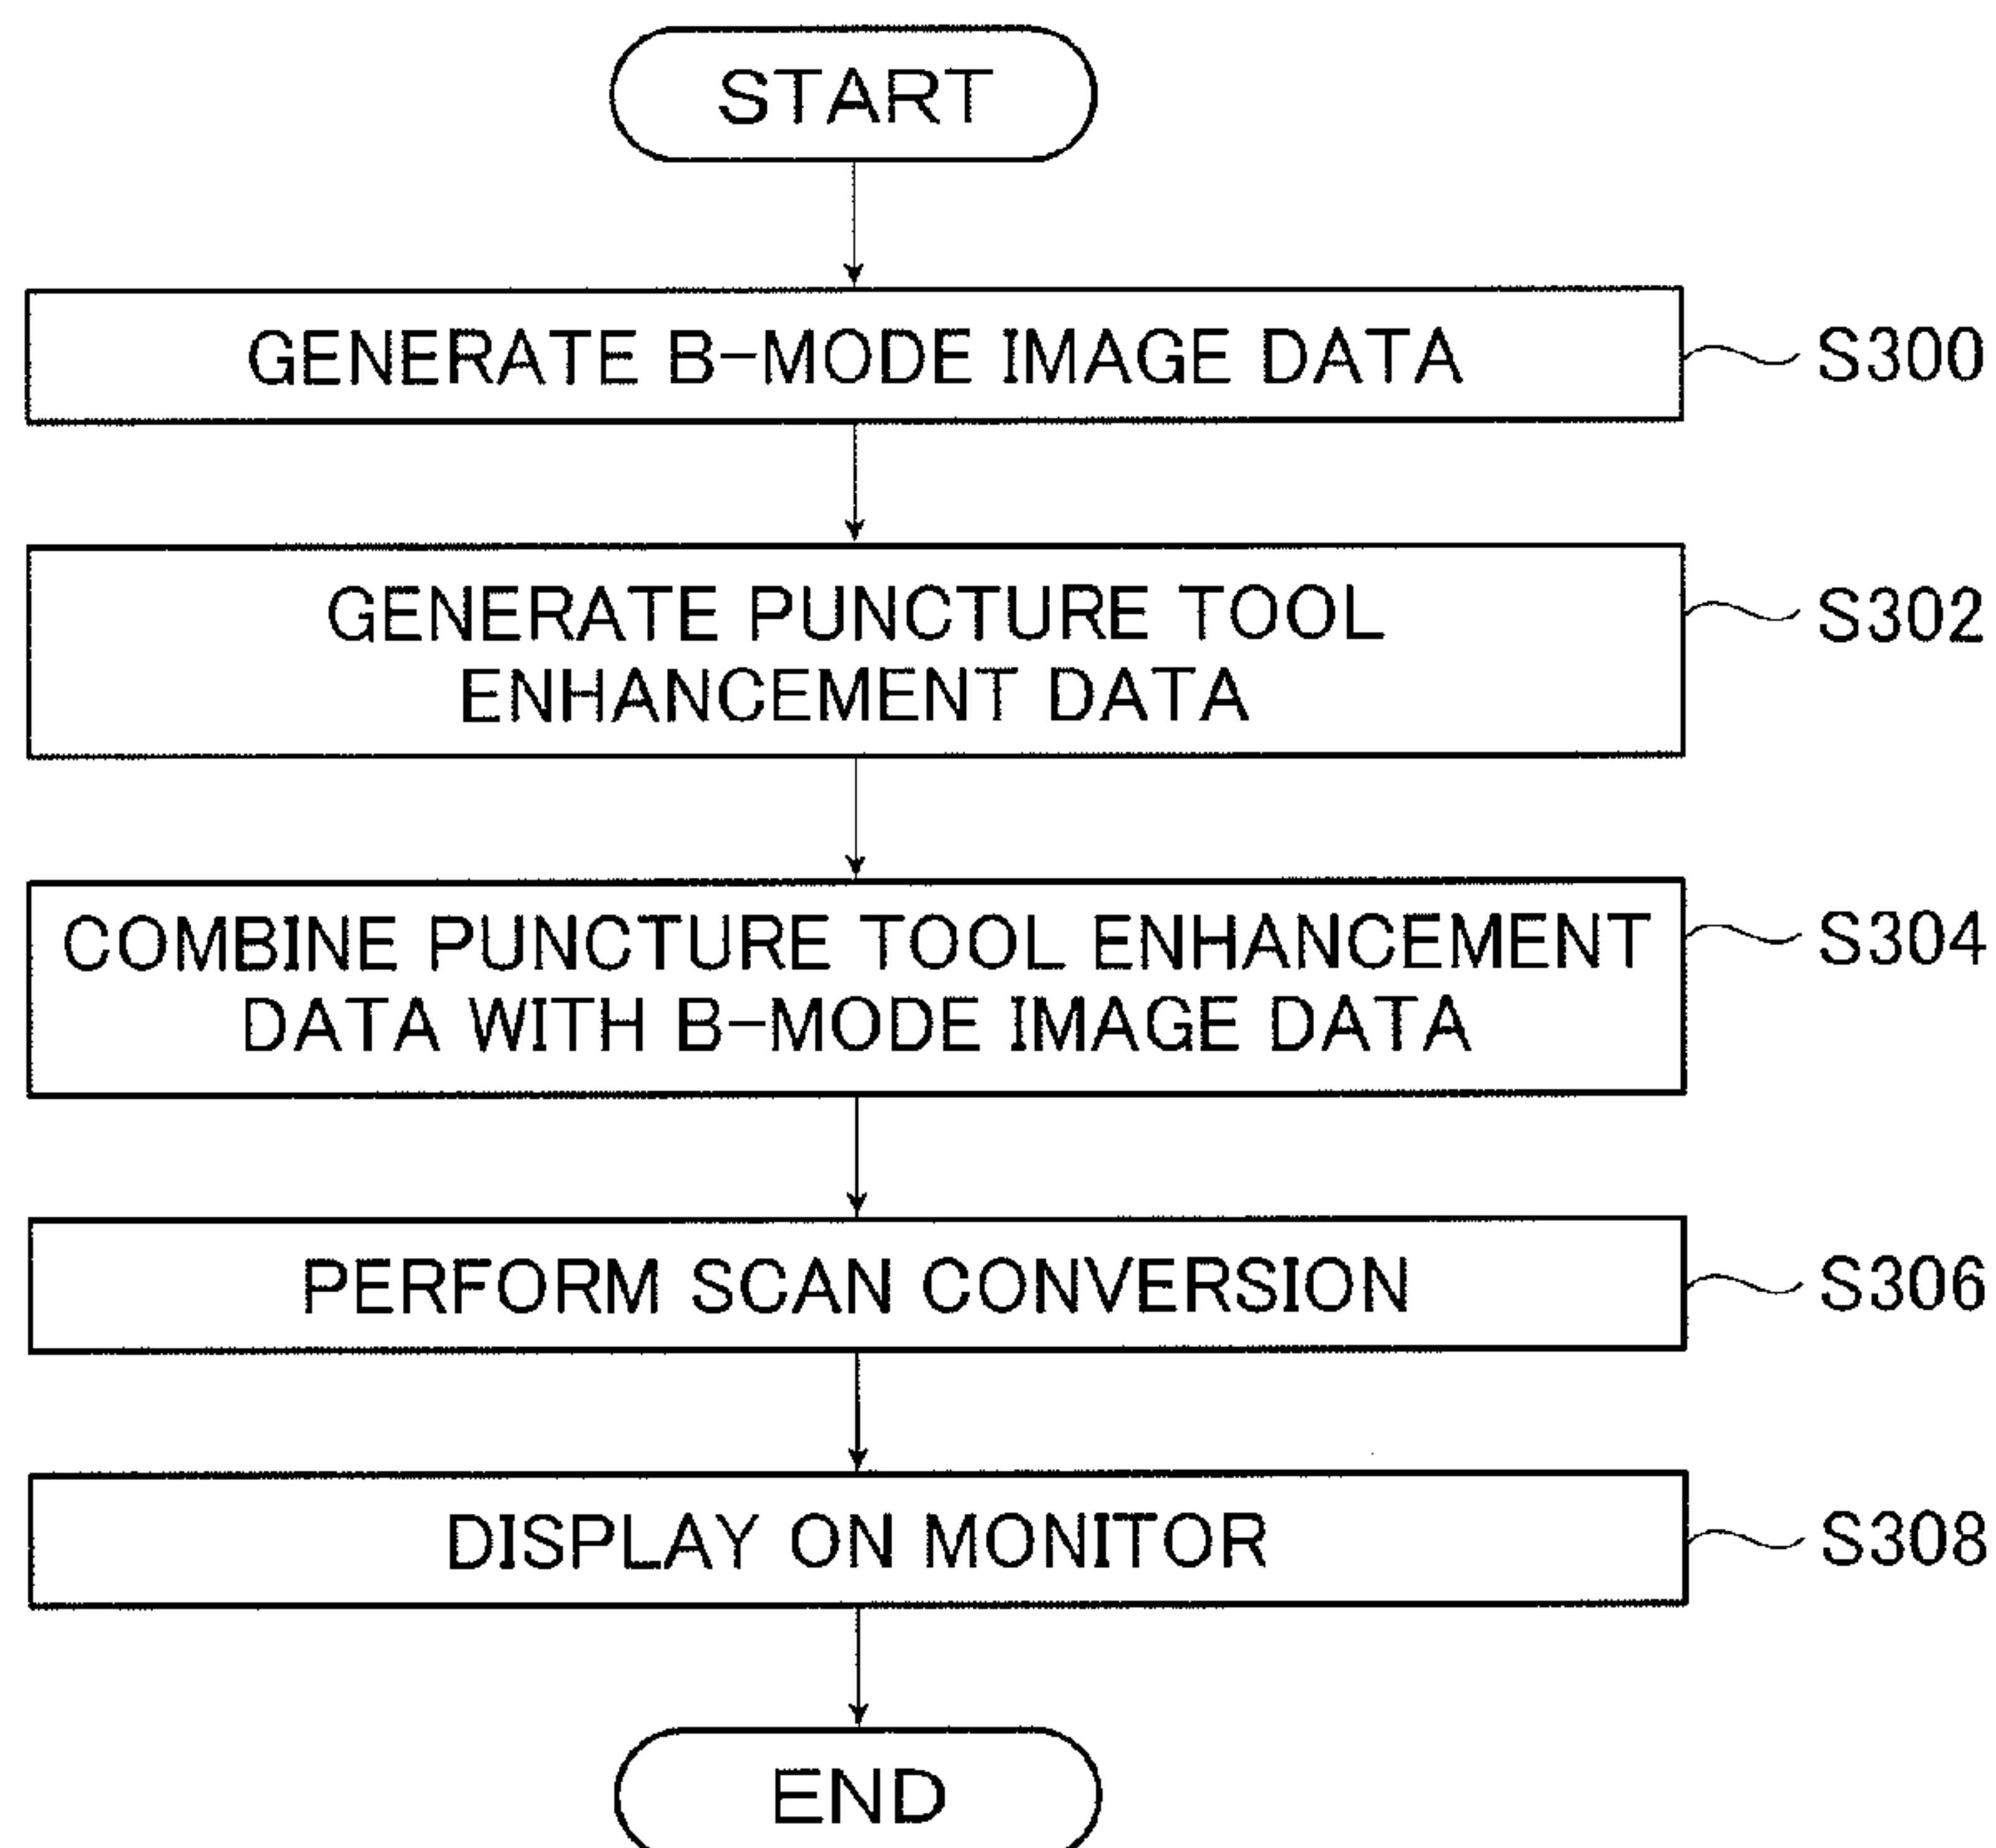 START
GENERATE B-MODE IMAGE DATA
S300
GENERATE PUNCTURE TOOL
ENHANCEMENT DATA
S302
COMBINE PUNCTURE TOOL ENHANCEMENT
DATA WITH B-MODE IMAGE DATA
S304
PERFORM SCAN CONVERSION
S306
DISPLAY ON MONITOR
S308
END